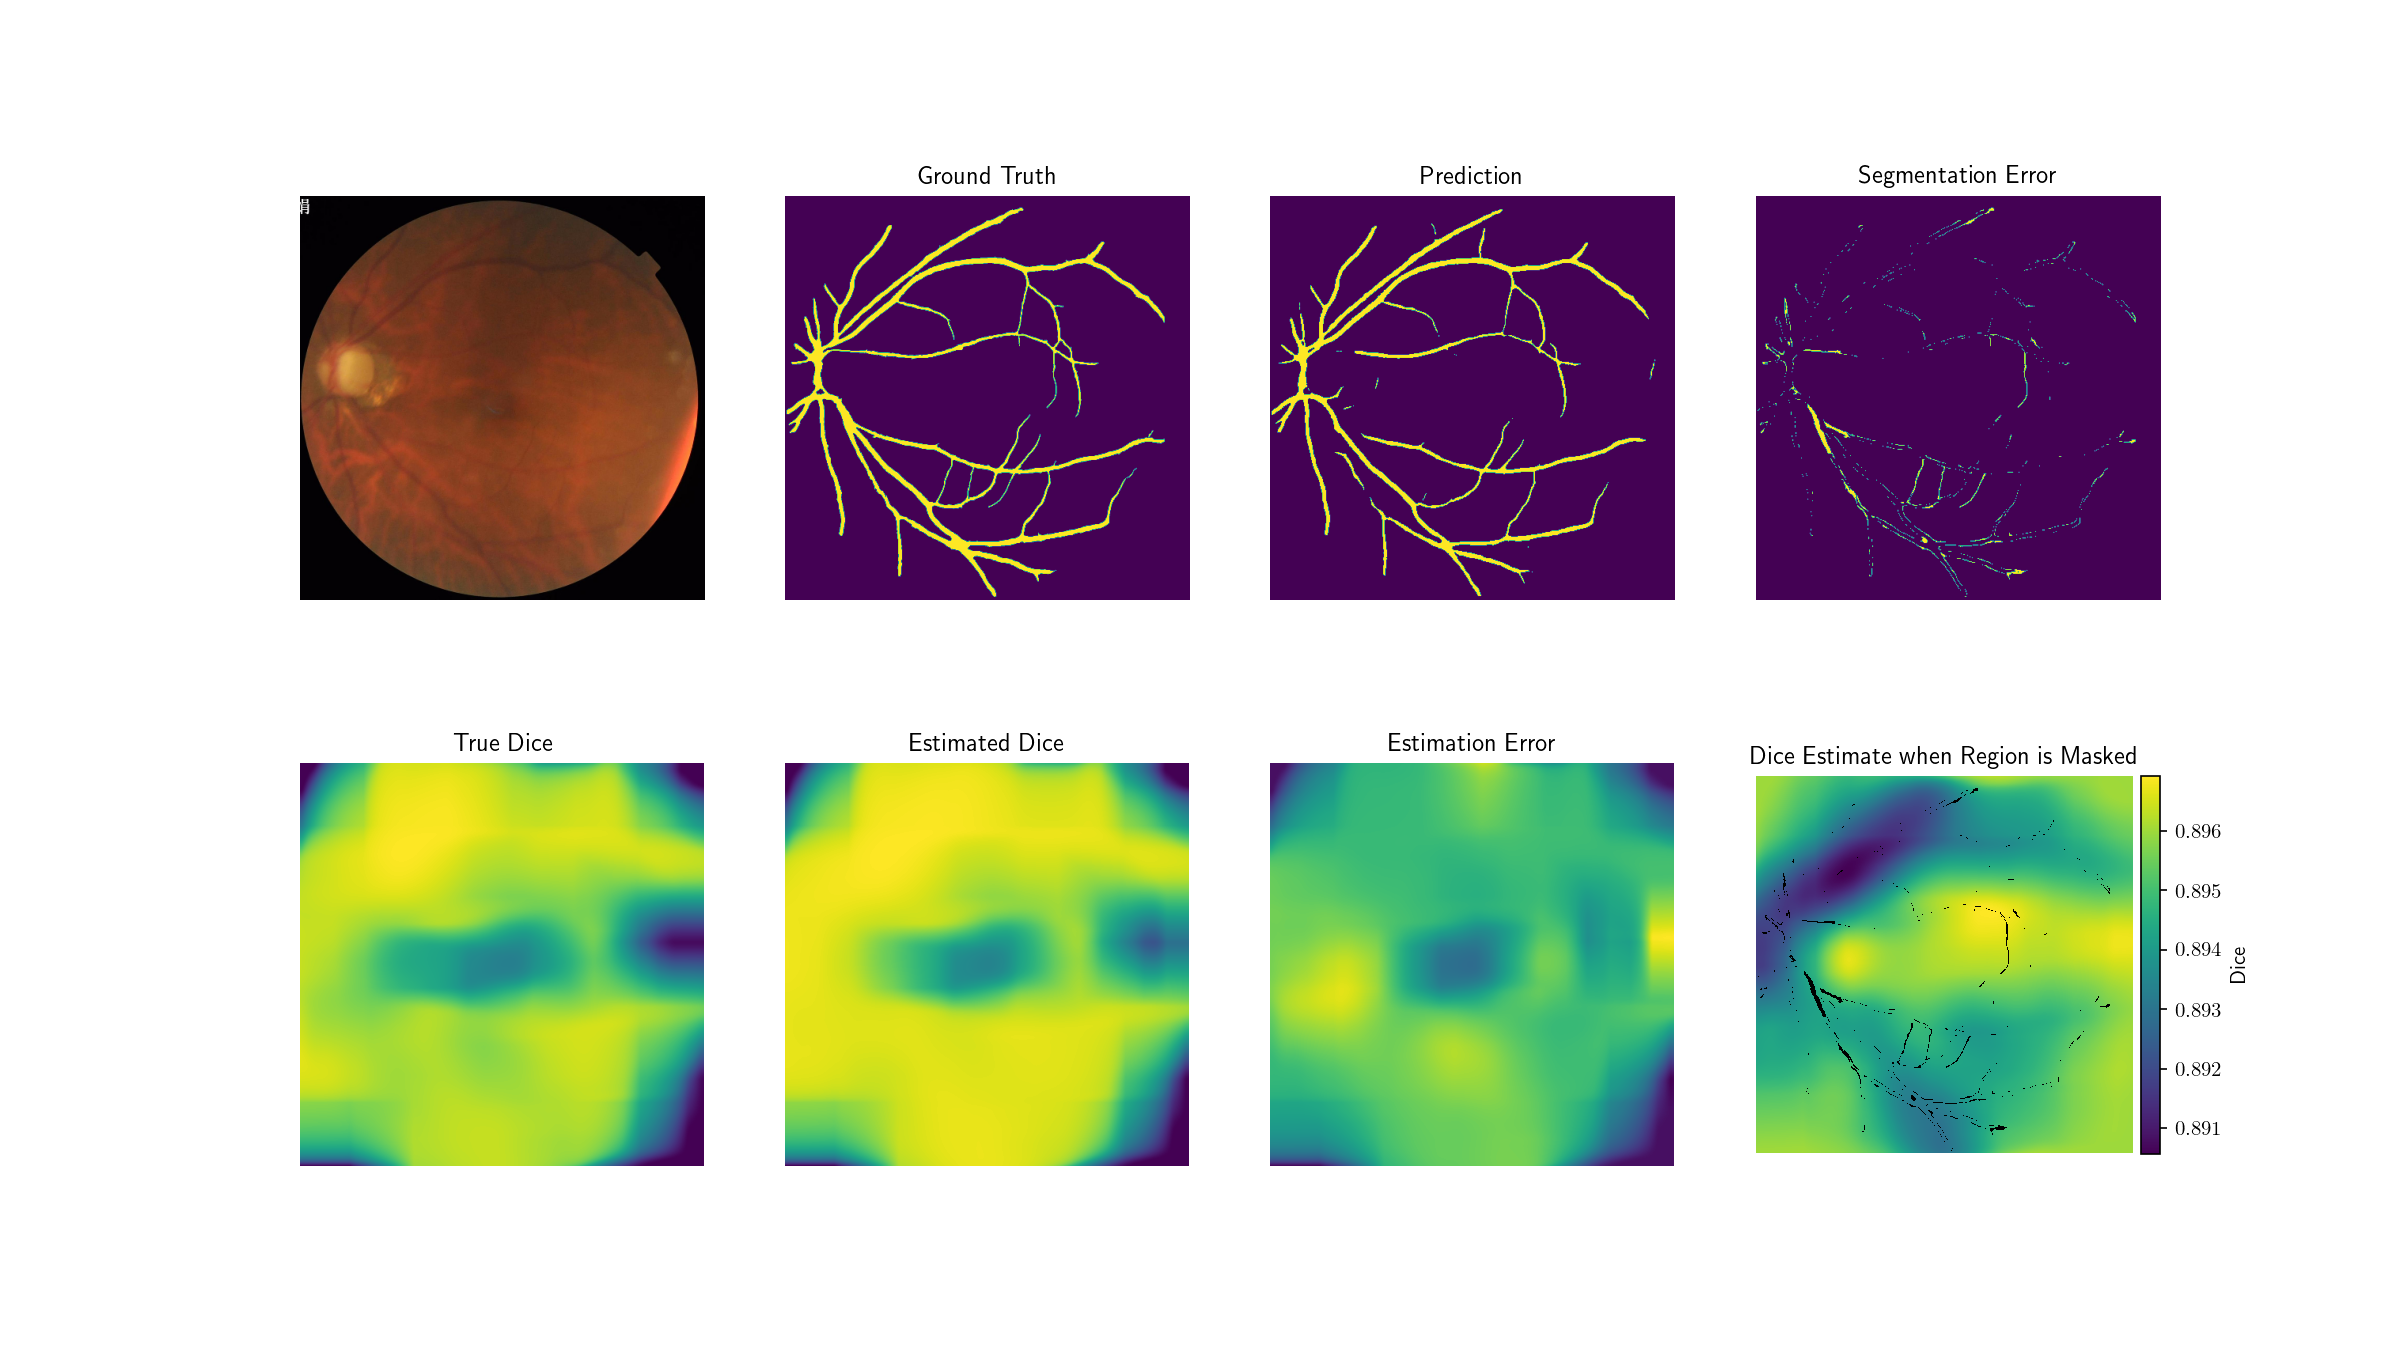 Ground Truth
Prediction
Segmentation Error
True Dice
Estimated Dice
Estimation Error
Dice Estimate when Region is Masked
0.896
0.895
0.894
0.893
0.892
0.891
Dice